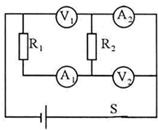 V₁ A₂
R₁ R₂
A₁ V₂
S